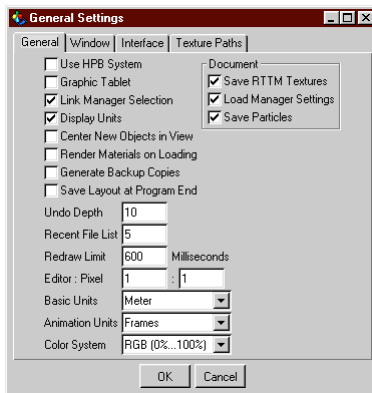 General Settings
General Window Interface Texture Paths
Use HPB System
Graphic Tablet
Link Manager Selection
Display Units
Center New Objects in View
Render Materials on Loading
Generate Backup Copies
Save Layout at Program End
Document
Save RTTM Textures
Load Manager Settings
Save Particles
Undo Depth 10
Recent File List 5
Redraw Limit 600 Milliseconds
Editor : Pixel 1 : 1
Basic Units Meter
Animation Units Frames
Color System RGB (0%...100%)
OK Cancel